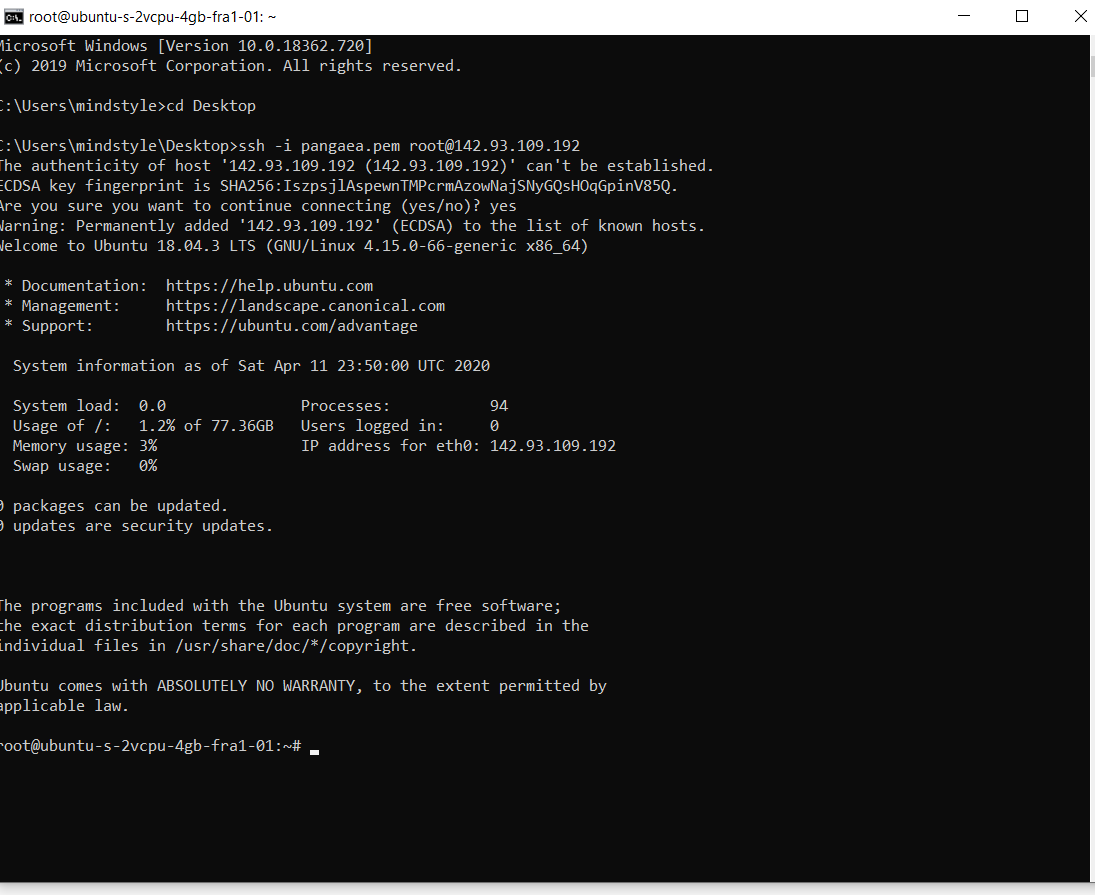 root@ubuntu-s-2vcpu-4gb-fra1-01: ~
Microsoft Windows [Version 10.0.18362.720]
(c) 2019 Microsoft Corporation. All rights reserved.
C:\Users\mindstyle>cd Desktop
C:\Users\mindstyle\Desktop>ssh -i pangaea.pem root@142.93.109.192
The authenticity of host '142.93.109.192 (142.93.109.192)' can't be established.
ECDSA key fingerprint is SHA256:IszpsjlAspewnTMPcrmAzowNajSNyGQsHOqGpinV85Q.
Are you sure you want to continue connecting (yes/no)? yes
Warning: Permanently added '142.93.109.192' (ECDSA) to the list of known hosts.
Welcome to Ubuntu 18.04.3 LTS (GNU/Linux 4.15.0-66-generic x86_64)
* Documentation:  https://help.ubuntu.com
* Management:     https://landscape.canonical.com
* Support:        https://ubuntu.com/advantage
System information as of Sat Apr 11 23:50:00 UTC 2020
System load:  0.0               Processes:           94
Usage of /:   1.2% of 77.36GB   Users logged in:     0
Memory usage: 3%                IP address for eth0: 142.93.109.192
Swap usage:   0%
0 packages can be updated.
0 updates are security updates.
The programs included with the Ubuntu system are free software;
the exact distribution terms for each program are described in the
individual files in /usr/share/doc/*/copyright.
Ubuntu comes with ABSOLUTELY NO WARRANTY, to the extent permitted by
applicable law.
root@ubuntu-s-2vcpu-4gb-fra1-01:~#